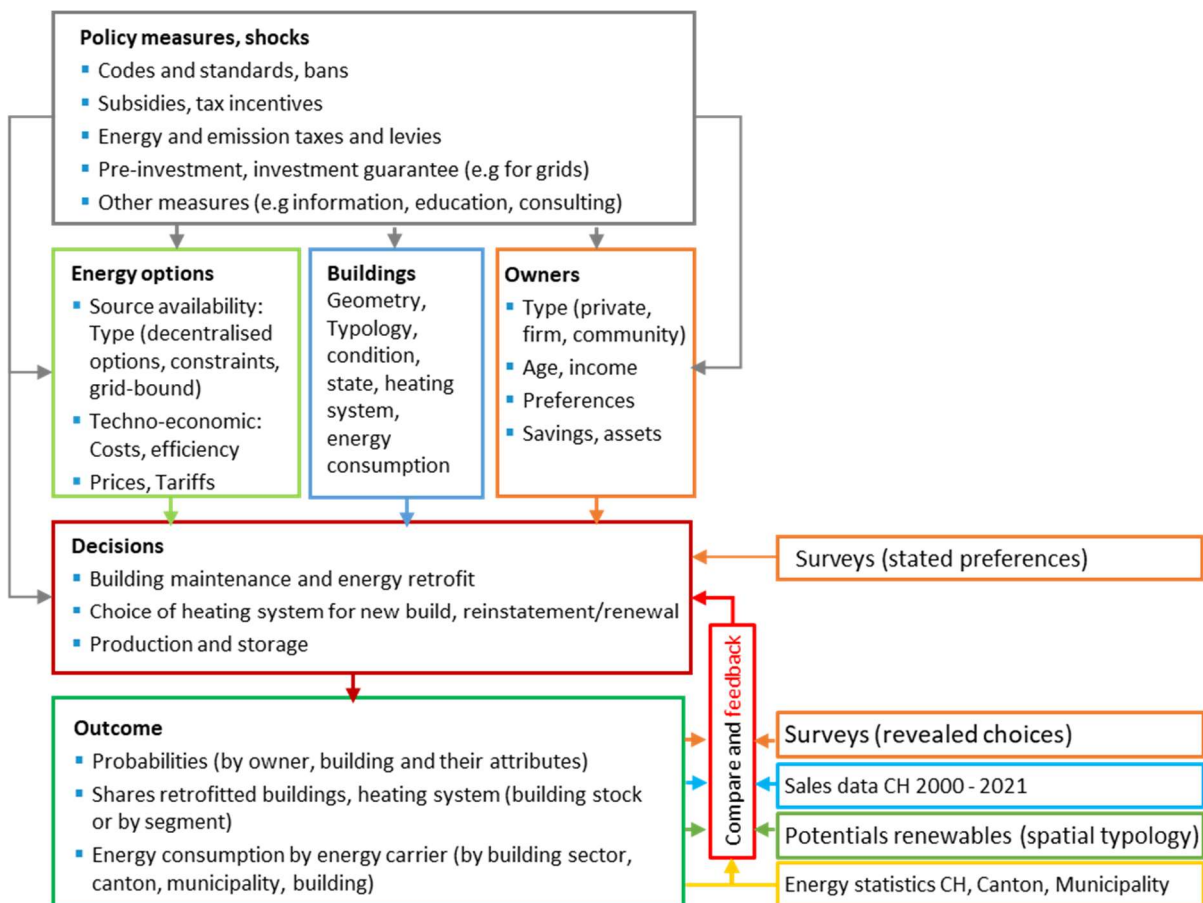 Policy measures, shocks
▪ Codes and standards, bans
▪ Subsidies, tax incentives
▪ Energy and emission taxes and levies
▪ Pre-investment, investment guarantee (e.g for grids)
▪ Other measures (e.g information, education, consulting)
Energy options
▪ Source availability:
Type (decentralised
options, constraints,
grid-bound)
▪ Techno-economic:
Costs, efficiency
▪ Prices, Tariffs
Buildings
Geometry,
Typology,
condition,
state, heating
system,
energy
consumption
Owners
▪ Type (private,
firm, community)
▪ Age, income
▪ Preferences
▪ Savings, assets
Decisions
▪ Building maintenance and energy retrofit
▪ Choice of heating system for new build, reinstatement/renewal
▪ Production and storage
Surveys (stated preferences)
Outcome
▪ Probabilities (by owner, building and their attributes)
▪ Shares retrofitted buildings, heating system (building stock
or by segment)
▪ Energy consumption by energy carrier (by building sector,
canton, municipality, building)
Compare and feedback
Surveys (revealed choices)
Sales data CH 2000 - 2021
Potentials renewables (spatial typology)
Energy statistics CH, Canton, Municipality